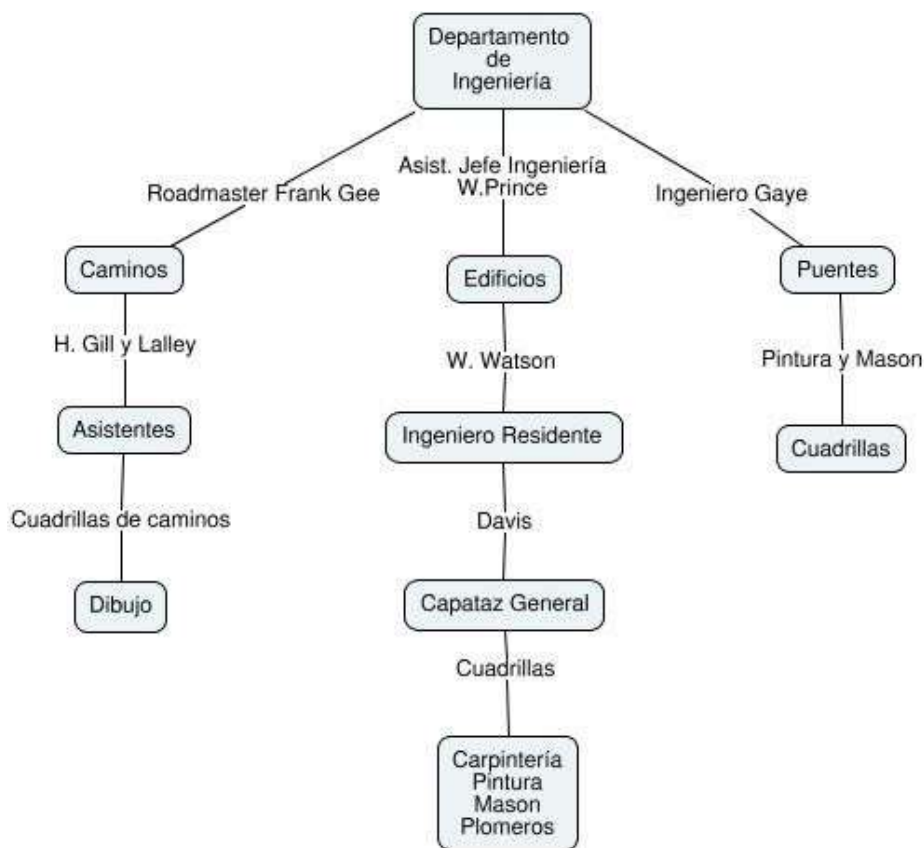 Departamento
de
Ingeniería
Roadmaster Frank Gee
Asist. Jefe Ingeniería
W.Prince
Ingeniero Gaye
Caminos
Edificios
Puentes
H. Gill y Lalley
W. Watson
Pintura y Mason
Asistentes
Ingeniero Residente
Cuadrillas
Cuadrillas de caminos
Davis
Dibujo
Capataz General
Cuadrillas
Carpintería
Pintura
Mason
Plomeros